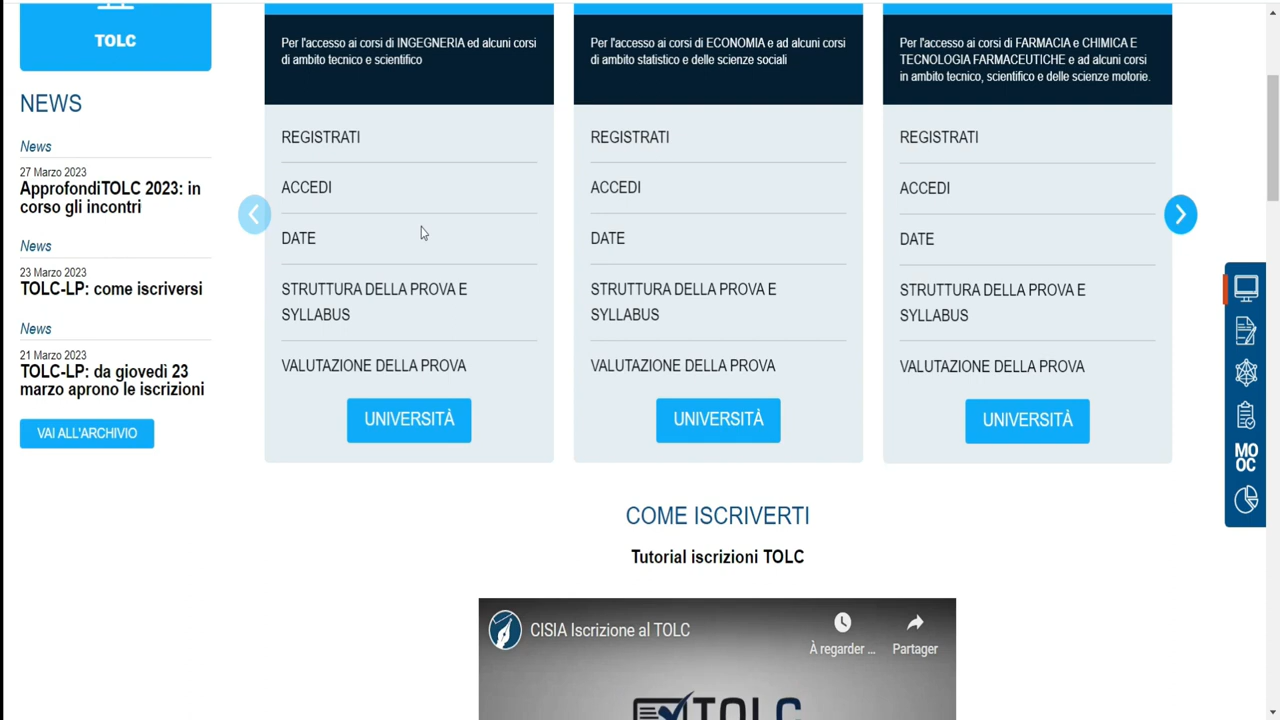 TOLC
NEWS
News
27 Marzo 2023
ApprofondiTOLC 2023: in
corso gli incontri
News
23 Marzo 2023
TOLC-LP: come iscriversi
News
21 Marzo 2023
TOLC-LP: da giovedì 23
marzo aprono le iscrizioni
VAI ALL'ARCHIVIO
Per l'accesso ai corsi di INGEGNERIA ed alcuni corsi
di ambito tecnico e scientifico
REGISTRATI
ACCEDI
DATE
STRUTTURA DELLA PROVA E
SYLLABUS
VALUTAZIONE DELLA PROVA
UNIVERSITÀ
Per l'accesso ai corsi di ECONOMIA e ad alcuni corsi
di ambito statistico e delle scienze sociali
REGISTRATI
ACCEDI
DATE
STRUTTURA DELLA PROVA E
SYLLABUS
VALUTAZIONE DELLA PROVA
UNIVERSITÀ
Per l'accesso ai corsi di FARMACIA e CHIMICA E
TECNOLOGIA FARMACEUTICHE e ad alcuni corsi
in ambito tecnico, scientifico e delle scienze motorie.
REGISTRATI
ACCEDI
DATE
STRUTTURA DELLA PROVA E
SYLLABUS
VALUTAZIONE DELLA PROVA
UNIVERSITÀ
MO
OC
COME ISCRIVERTI
Tutorial iscrizioni TOLC
CISIA Iscrizione al TOLC
À regarder ...
Partager
TOLC